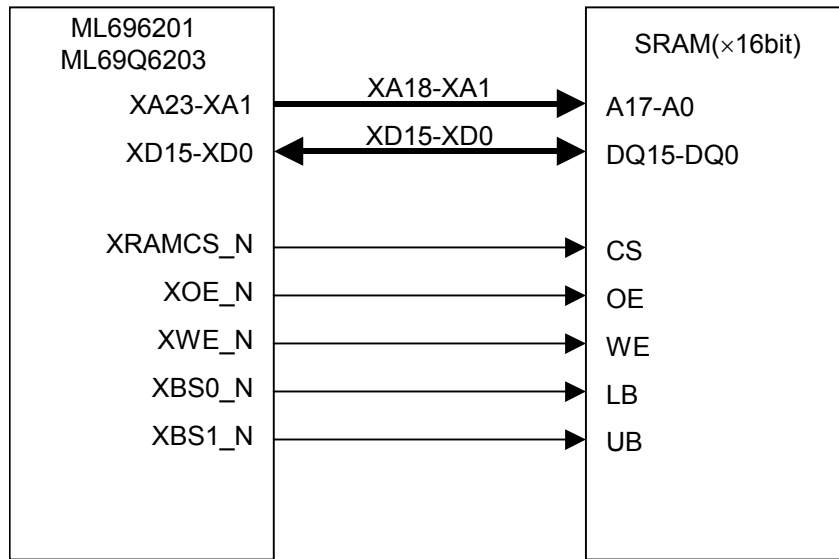 ML696201
ML69Q6203
SRAM(×16bit)
XA23-XA1
XA18-XA1
A17-A0
XD15-XD0
XD15-XD0
DQ15-DQ0
XRAMCS_N
CS
XOE_N
OE
XWE_N
WE
XBS0_N
LB
XBS1_N
UB